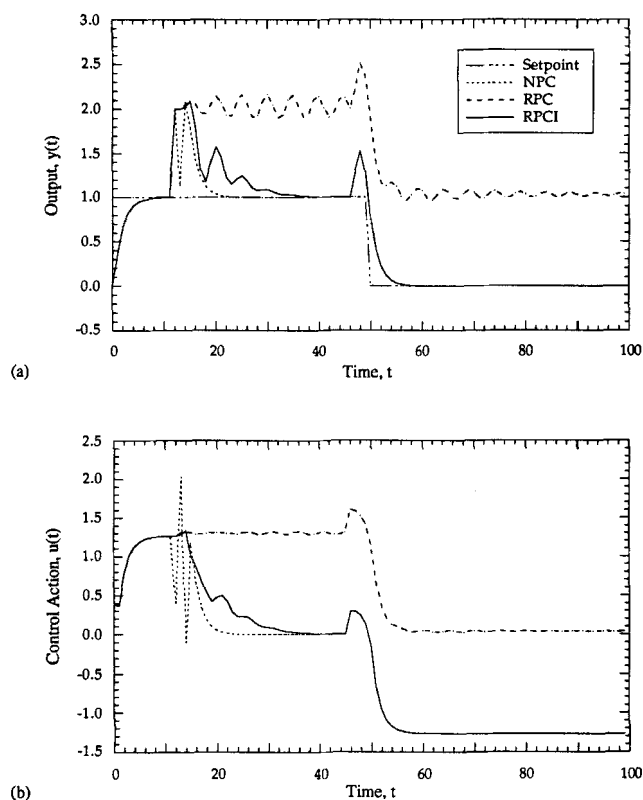 3.0
2.5
2.0
1.5
1.0
0.5
0.0
-0.5
Output, y(t)
Setpoint
NPC
RPC
RPCI
0 20 40 60 80 100
(a)
Time, t
2.5
2.0
1.5
1.0
0.5
0.0
-0.5
-1.0
-1.5
Control Action, u(t)
0 20 40 60 80 100
(b)
Time, t